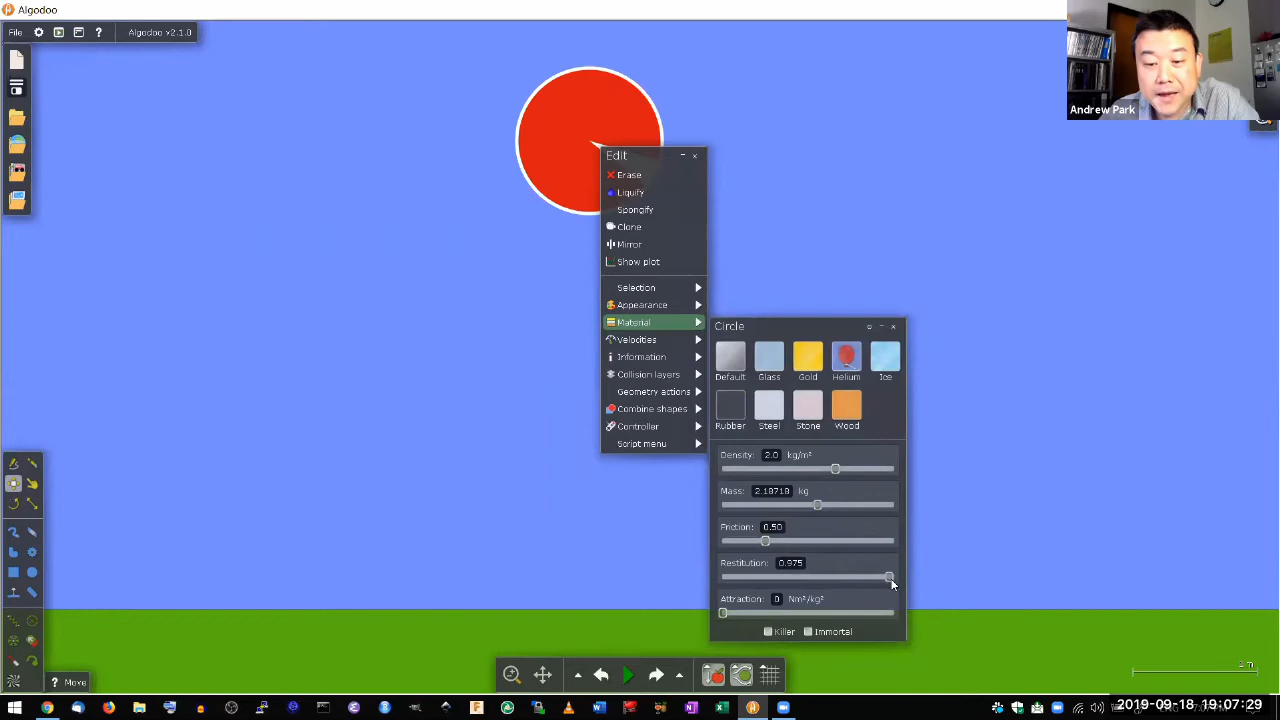 Algodoo
File ? Algodoo v2.1.0
Andrew Park
Edit
Erase
Liquify
Spongify
Clone
Mirror
Show plot
Selection
Appearance
Material
Velocities
Information
Collision layers
Geometry actions
Combine shapes
Controller
Script menu
Circle
Default Glass Gold Helium Ice
Rubber Steel Stone Wood
Density: 2.0 kg/m²
Mass: 2.18718 kg
Friction: 0.50
Restitution: 0.975
Attraction: 0 Nm²/kg²
Killer Immortal
? Move
1 m
2019-09-18 19:07:29